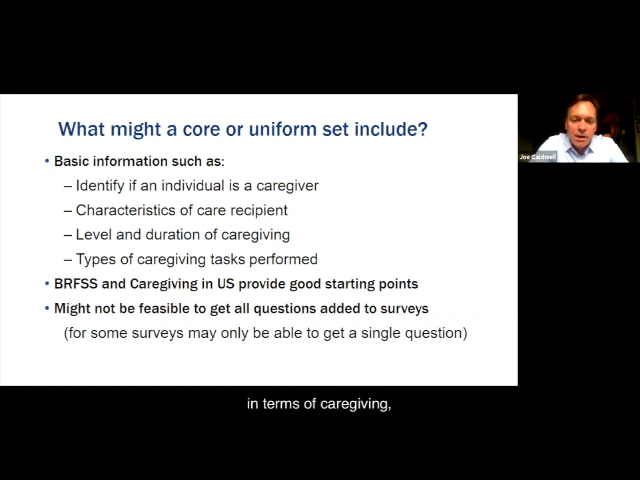 What might a core or uniform set include?
• Basic information such as:
– Identify if an individual is a caregiver
– Characteristics of care recipient
– Level and duration of caregiving
– Types of caregiving tasks performed
• BRFSS and Caregiving in US provide good starting points
• Might not be feasible to get all questions added to surveys
(for some surveys may only be able to get a single question)
Joe Caldwell
in terms of caregiving,